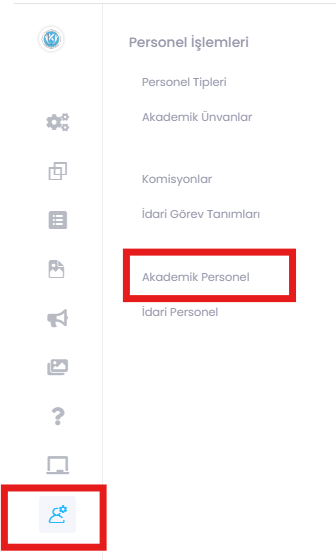 Personel İşlemleri
Personel Tipleri
Akademik Ünvanlar
Komisyonlar
İdari Görev Tanımları
Akademik Personel
İdari Personel